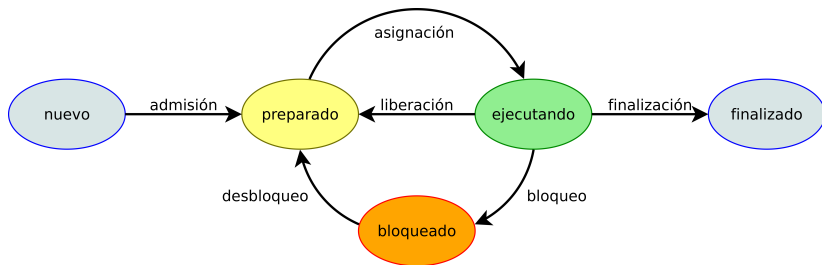 asignación
nuevo
admisión
preparado
liberación
ejecutando
finalización
finalizado
desbloqueo
bloqueo
bloqueado